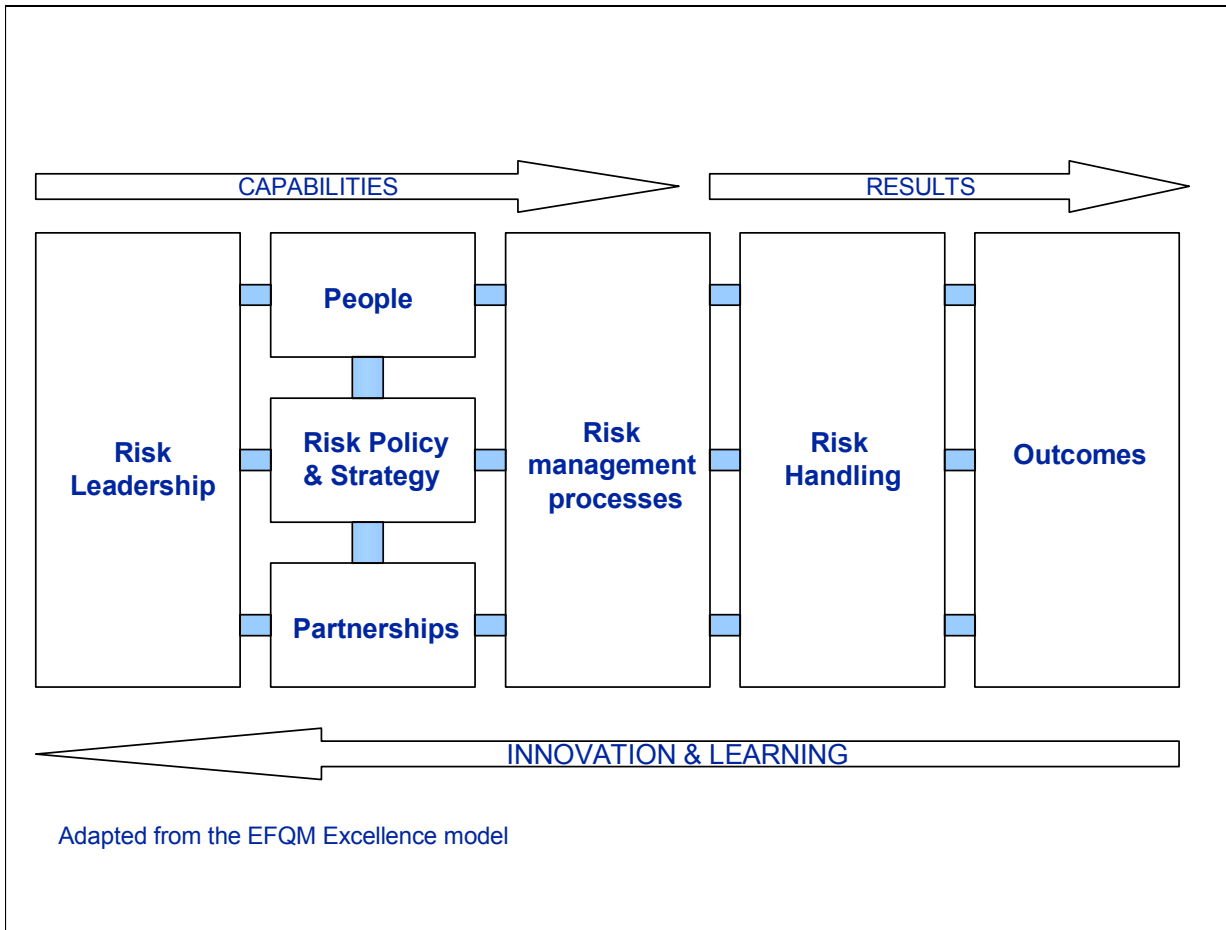 CAPABILITIES
RESULTS
People
Risk
Leadership
Risk Policy
& Strategy
Partnerships
Risk
management
processes
Risk
Handling
Outcomes
INNOVATION & LEARNING
Adapted from the EFQM Excellence model